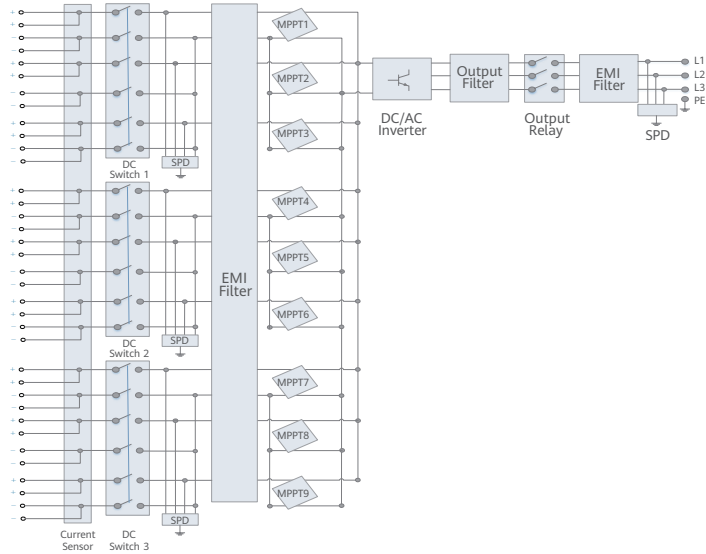 MPPT1
MPPT2
MPPT3
DC
Switch 1
SPD
MPPT4
MPPT5
MPPT6
EMI
Filter
DC
Switch 2
SPD
MPPT7
MPPT8
MPPT9
SPD
Current
Sensor
DC
Switch 3
DC/AC
Inverter
Output
Filter
Output
Relay
EMI
Filter
SPD
L1
L2
L3
PE